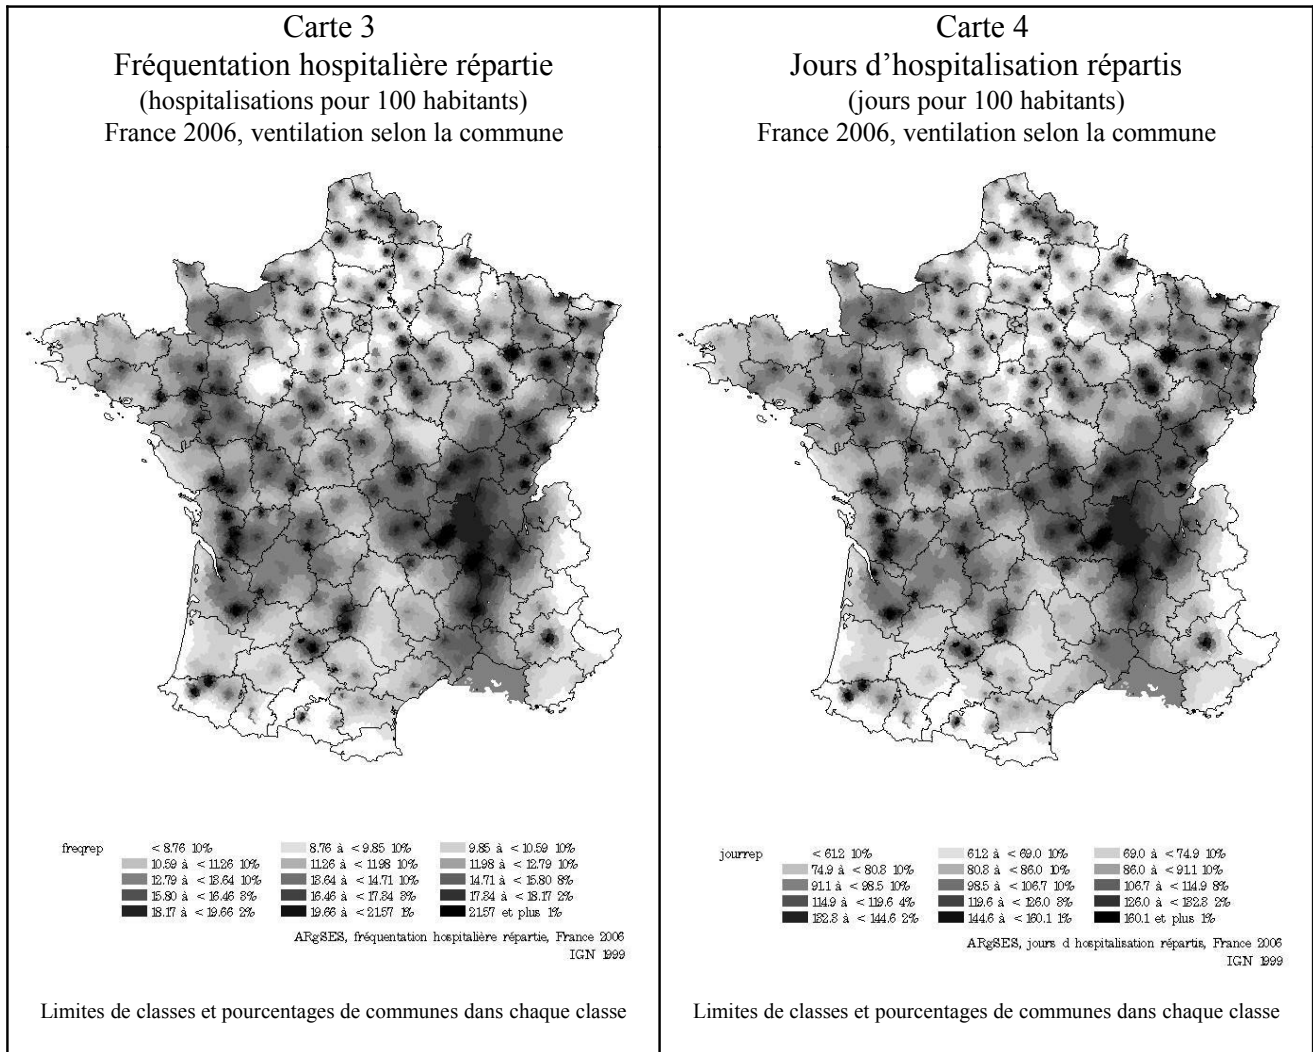 Carte 3
Fréquentation hospitalière répartie
(hospitalisations pour 100 habitants)
France 2006, ventilation selon la commune
freqrep
< 8.76 10% 8.76 à < 9.85 10% 9.85 à < 10.59 10%
10.59 à < 11.26 10% 11.26 à < 11.98 10% 11.98 à < 12.79 10%
12.79 à < 13.64 10% 13.64 à < 14.71 10% 14.71 à < 15.80 8%
15.80 à < 16.46 3% 16.46 à < 17.34 3% 17.34 à < 18.17 2%
18.17 à < 19.66 2% 19.66 à < 21.57 1% 21.57 et plus 1%
ARgSES, fréquentation hospitalière répartie, France 2006
IGN 1999
Limites de classes et pourcentages de communes dans chaque classe
Carte 4
Jours d’hospitalisation répartis
(jours pour 100 habitants)
France 2006, ventilation selon la commune
jourrep
< 61.2 10% 61.2 à < 69.0 10% 69.0 à < 74.9 10%
74.9 à < 80.3 10% 80.3 à < 86.0 10% 86.0 à < 91.1 10%
91.1 à < 98.5 10% 98.5 à < 106.7 10% 106.7 à < 114.9 8%
114.9 à < 119.6 4% 119.6 à < 126.0 3% 126.0 à < 132.3 2%
132.3 à < 144.6 2% 144.6 à < 160.1 1% 160.1 et plus 1%
ARgSES, jours d hospitalisation répartis, France 2006
IGN 1999
Limites de classes et pourcentages de communes dans chaque classe